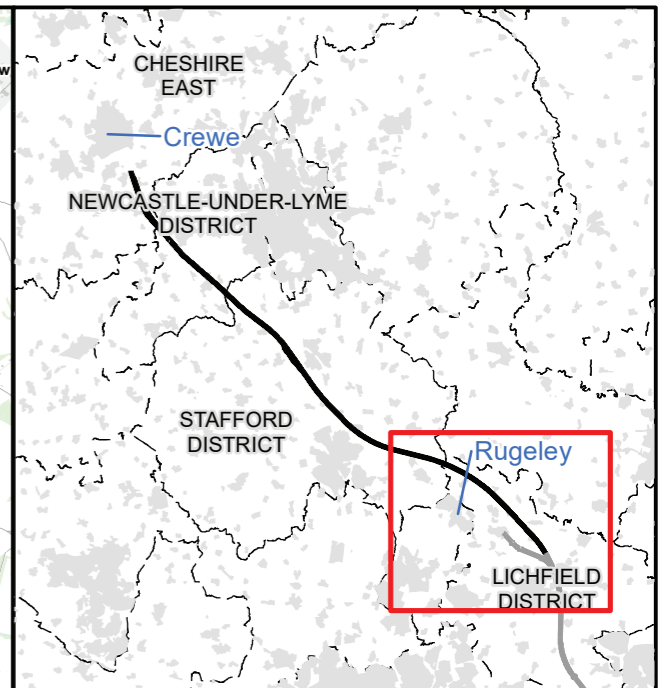 CHESHIRE
EAST
w
Crewe
NEWCASTLE-UNDER-LYME
DISTRICT
STAFFORD
DISTRICT
Rugeley
LICHFIELD
DISTRICT